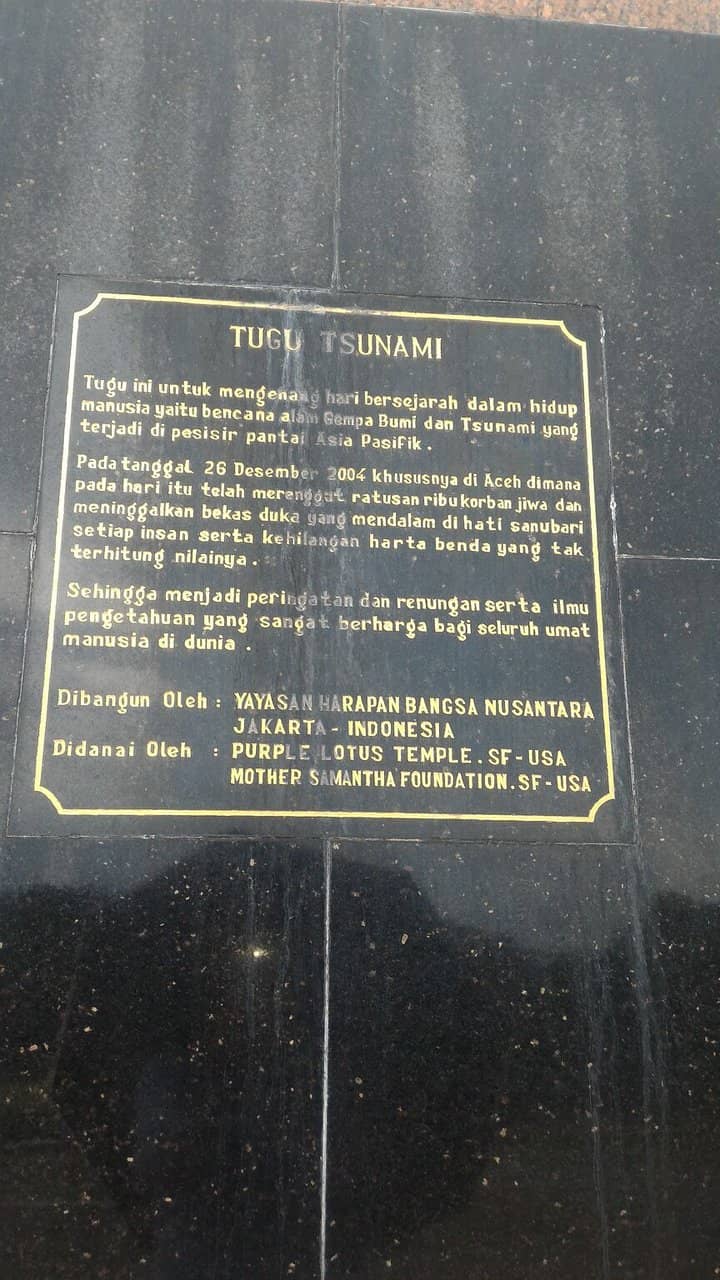 TUGU TSUNAMI
Tugu ini untuk mengenang hari bersejarah dalam hidup
manusia yaitu bencana alam Gempa Bumi dan Tsunami yang
terjadi di pesisir pantai Asia Pasifik .
Pada tanggal 26 Desember 2004 khususnya di Aceh dimana
pada hari itu telah merenggut ratusan ribu korban jiwa dan
meninggalkan bekas duka yang mendalam di hati sanubari
setiap insan serta kehilangan harta benda yang tak
terhitung nilainya .
Sehingga menjadi peringatan dan renungan serta ilmu
pengetahuan yang sangat berharga bagi seluruh umat
manusia di dunia .
Dibangun Oleh : YAYASAN HARAPAN BANGSA NUSANTARA
JAKARTA - INDONESIA
Didanai Oleh : PURPLE LOTUS TEMPLE . SF - USA
MOTHER SAMANTHA FOUNDATION . SF - USA